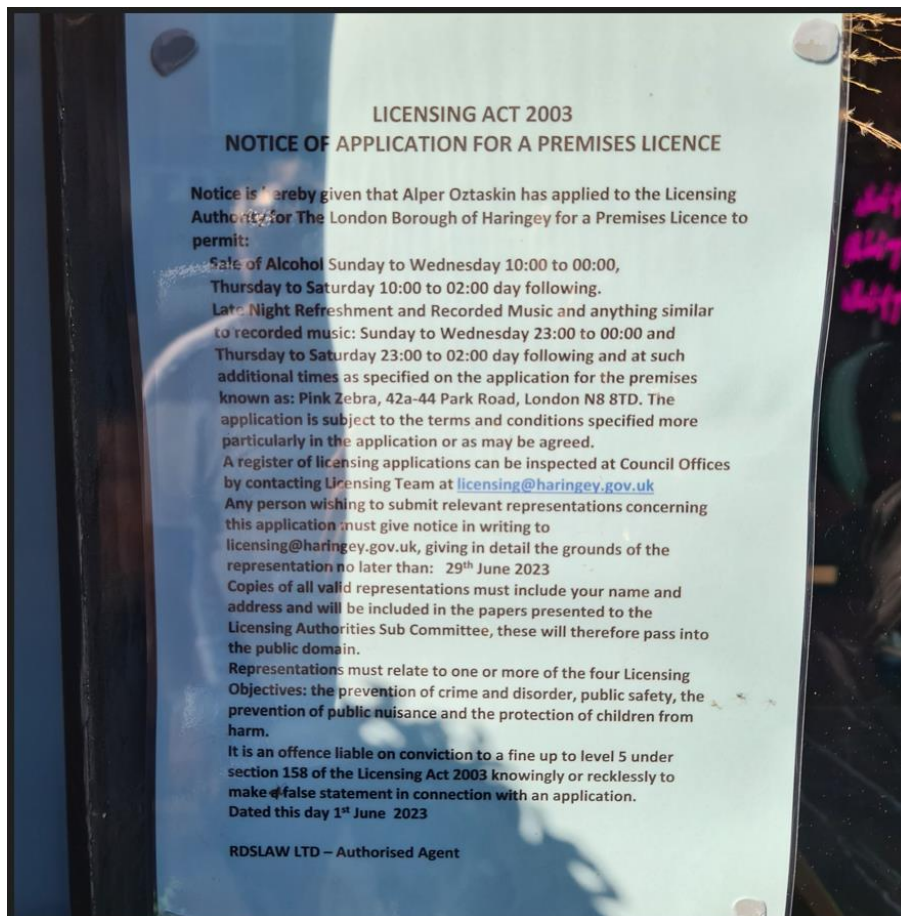 LICENSING ACT 2003
NOTICE OF APPLICATION FOR A PREMISES LICENCE
Notice is hereby given that Alper Oztaskin has applied to the Licensing
Authority for The London Borough of Haringey for a Premises Licence to
permit:
Sale of Alcohol Sunday to Wednesday 10:00 to 00:00,
Thursday to Saturday 10:00 to 02:00 day following.
Late Night Refreshment and Recorded Music and anything similar
to recorded music: Sunday to Wednesday 23:00 to 00:00 and
Thursday to Saturday 23:00 to 02:00 day following and at such
additional times as specified on the application for the premises
known as: Pink Zebra, 42a-44 Park Road, London N8 8TD. The
application is subject to the terms and conditions specified more
particularly in the application or as may be agreed.
A register of licensing applications can be inspected at Council Offices
by contacting Licensing Team at licensing@haringey.gov.uk
Any person wishing to submit relevant representations concerning
this application must give notice in writing to
licensing@haringey.gov.uk, giving in detail the grounds of the
representation no later than: 29th June 2023
Copies of all valid representations must include your name and
address and will be included in the papers presented to the
Licensing Authorities Sub Committee, these will therefore pass into
the public domain.
Representations must relate to one or more of the four Licensing
Objectives: the prevention of crime and disorder, public safety, the
prevention of public nuisance and the protection of children from
harm.
It is an offence liable on conviction to a fine up to level 5 under
section 158 of the Licensing Act 2003 knowingly or recklessly to
make a false statement in connection with an application.
Dated this day 1st June 2023
RDSLAW LTD – Authorised Agent